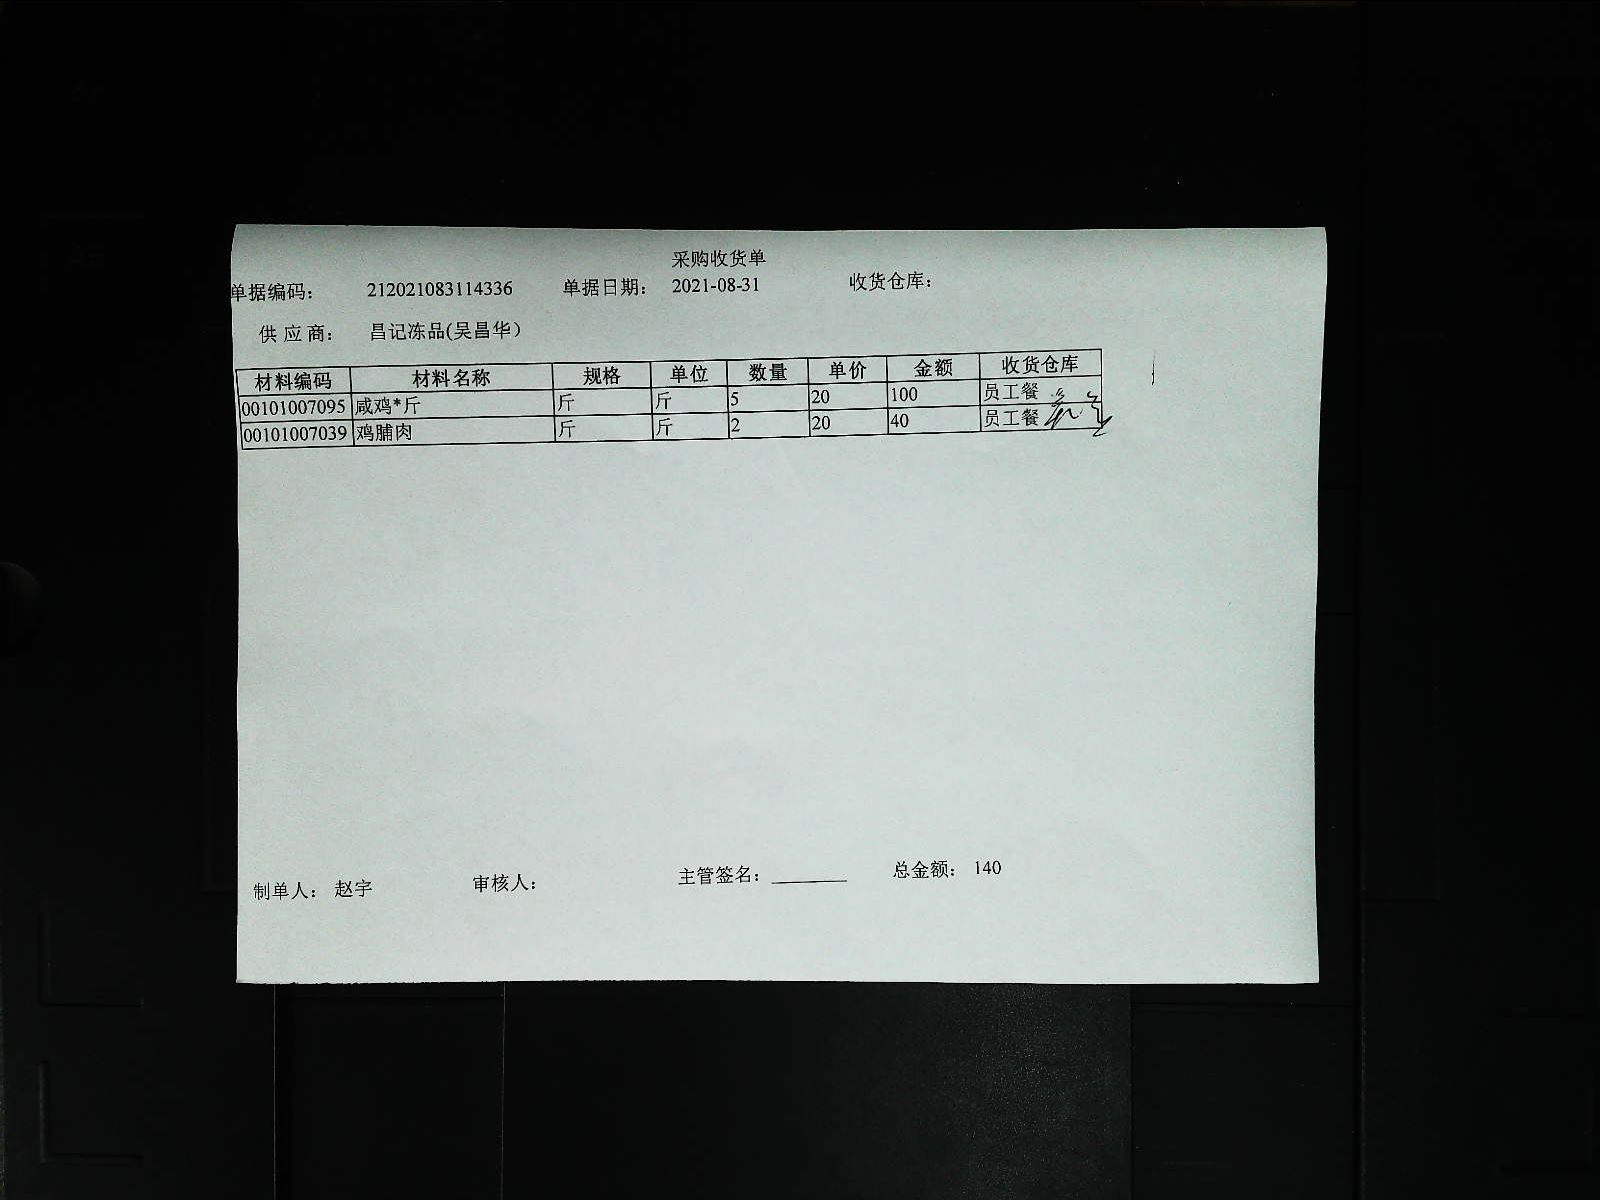 采购收货单
单据编码： 212021083114336 单据日期： 2021-08-31 收货仓库：
供 应 商： 昌记冻品(吴昌华）
材料编码 材料名称 规格 单位 数量 单价 金额 收货仓库
00101007095 咸鸡*斤 斤 斤 5 20 100 员工餐
00101007039 鸡脯肉 斤 斤 2 20 40 员工餐
制单人： 赵宇 审核人： 主管签名： 总金额： 140